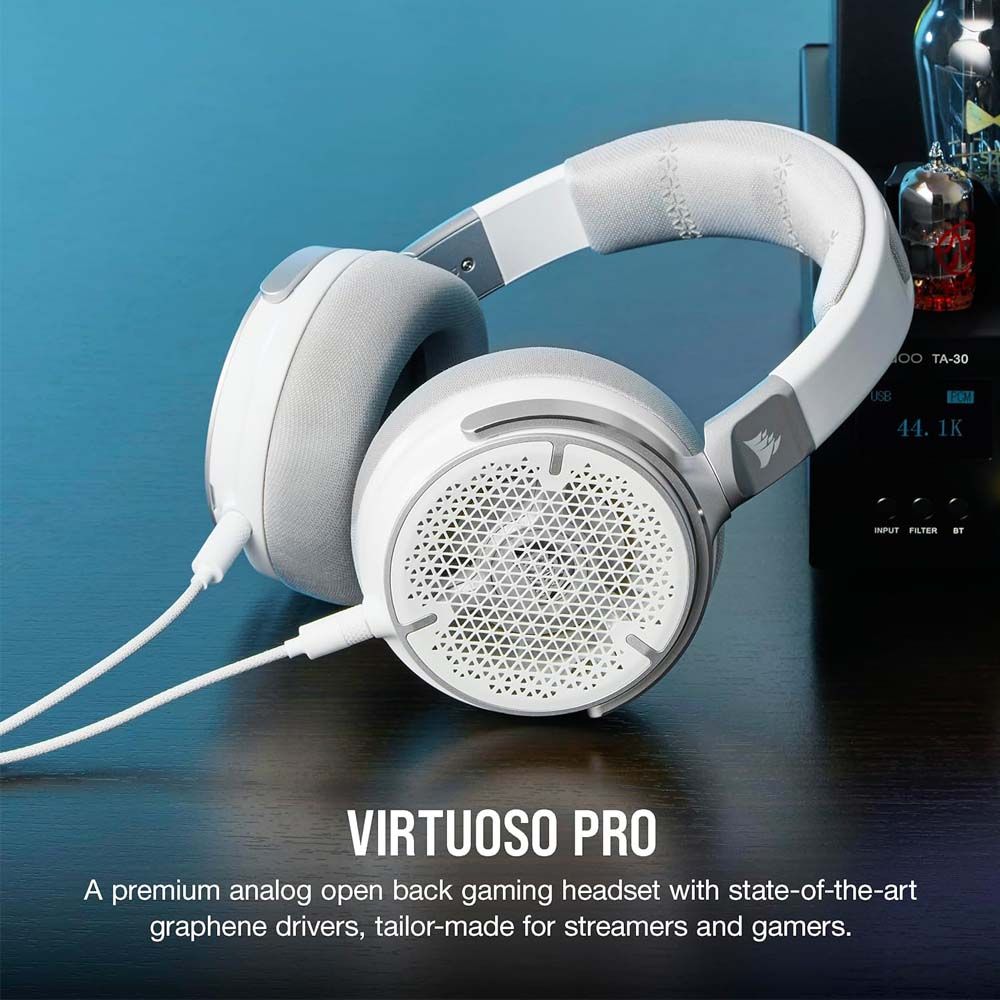 TA-30
USB PCM
44.1K
INPUT FILTER BT
VIRTUOSO PRO
A premium analog open back gaming headset with state-of-the-art
graphene drivers, tailor-made for streamers and gamers.